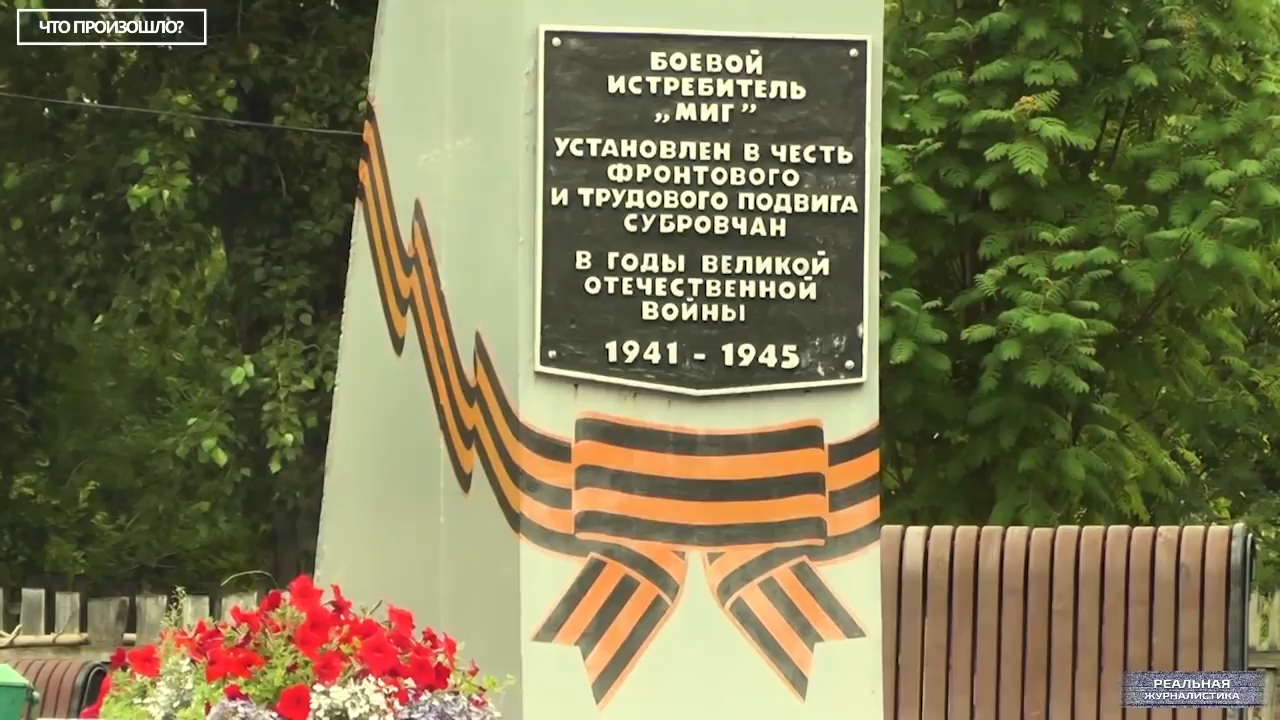 ЧТО ПРОИЗОШЛО?
БОЕВОЙ
ИСТРЕБИТЕЛЬ
„МИГ”
УСТАНОВЛЕН В ЧЕСТЬ
ФРОНТОВОГО
И ТРУДОВОГО ПОДВИГА
СУБРОВЧАН
В ГОДЫ ВЕЛИКОЙ
ОТЕЧЕСТВЕННОЙ
ВОЙНЫ
1941 - 1945
РЕАЛЬНАЯ
ЖУРНАЛИСТИКА